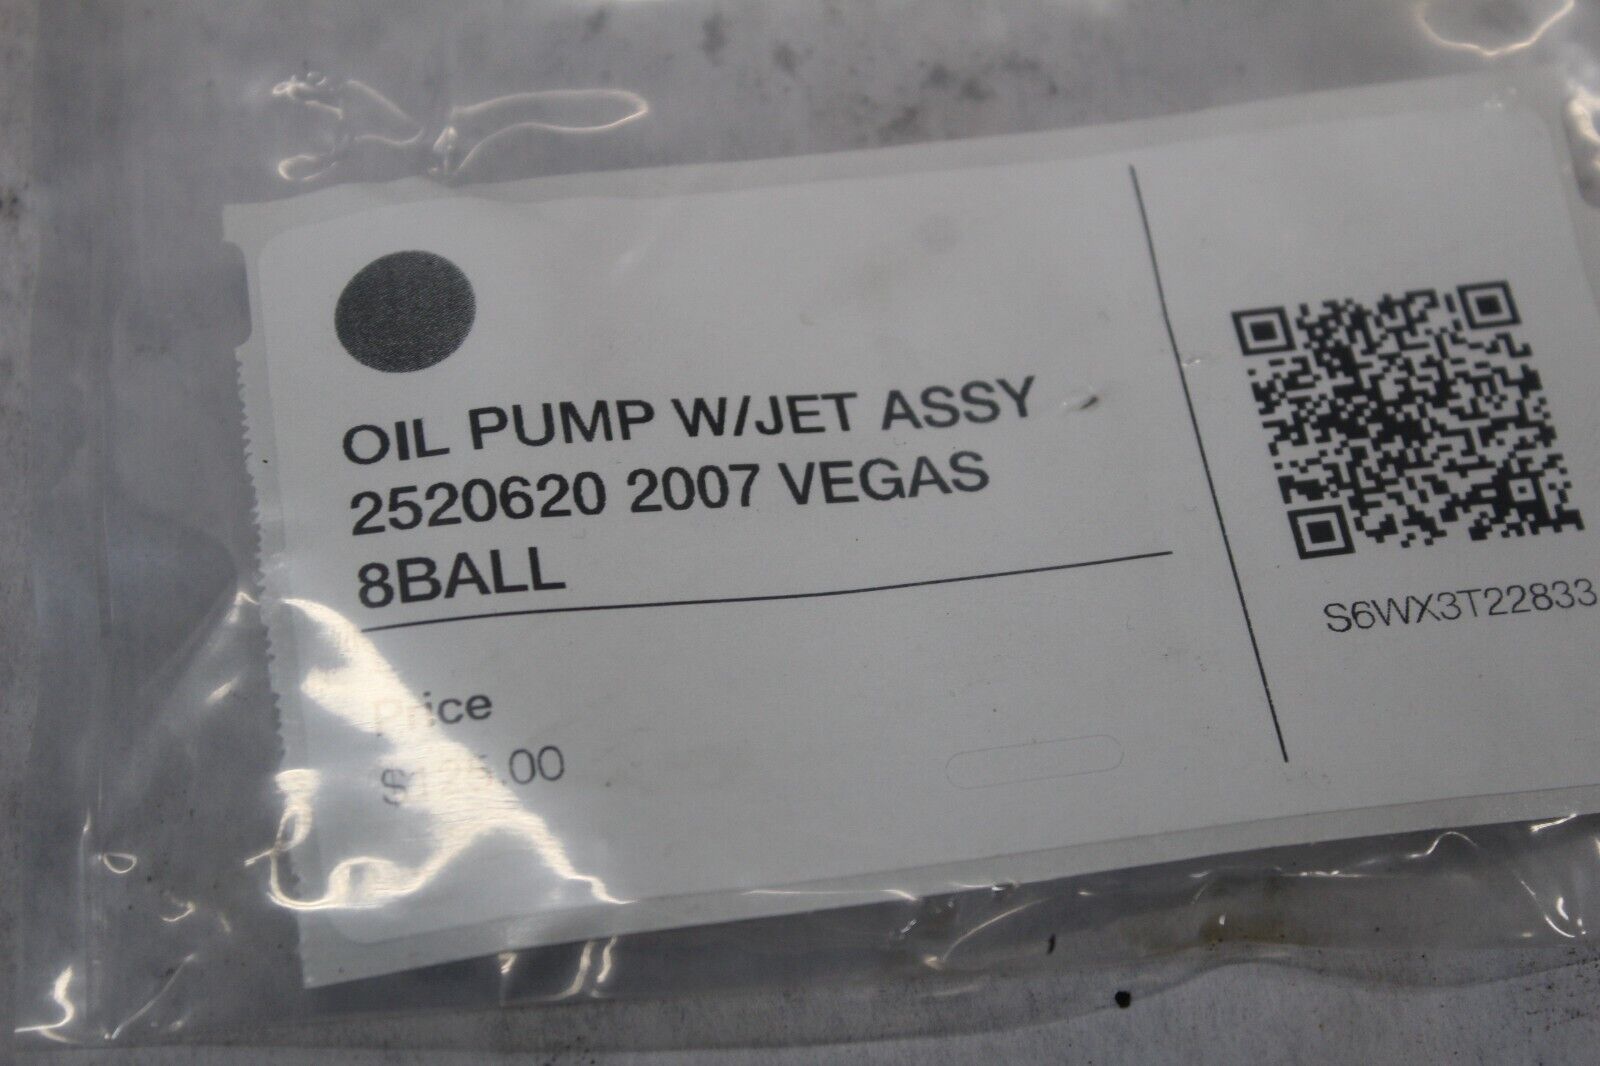 OIL PUMP W/JET ASSY
2520620 2007 VEGAS
8BALL
Price
S6WX3T22833